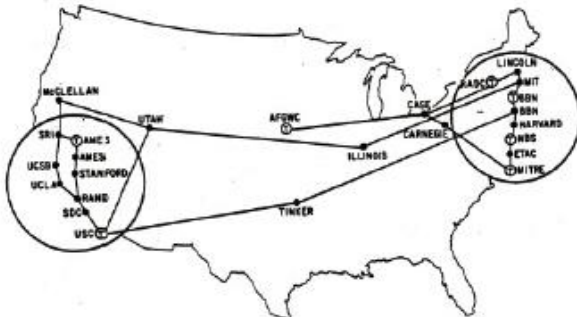 LINCOLN
McCLELLAN
RADC T
MIT
T BBN
CASE
BBN
UTAH
AFGWC
T
HARVARD
CARNEGIE
SRI
T AMES
T NBS
AMES
ILLINOIS
ETAC
UCSB
STANFORD
T MITRE
UCLA
RAND
SDC
TINKER
USC T